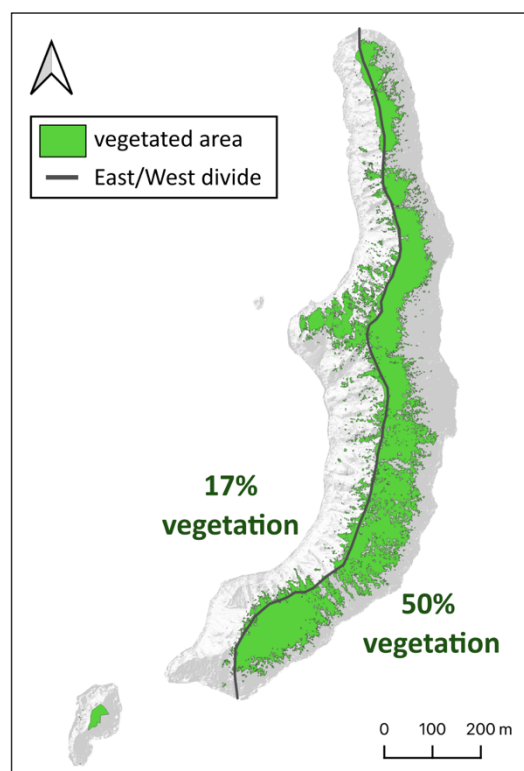 vegetated area
East/West divide
17%
vegetation
50%
vegetation
0 100 200 m